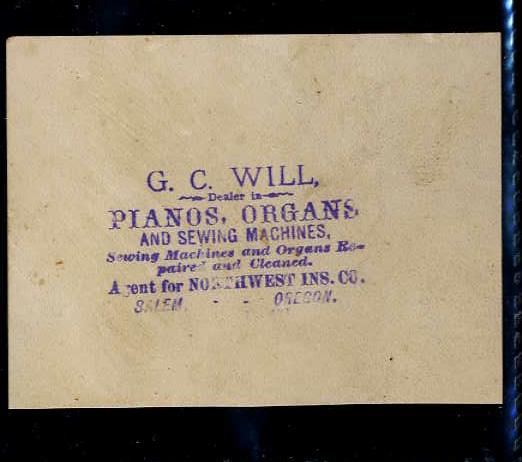 G. C. WILL,
Dealer in
PIANOS, ORGANS
AND SEWING MACHINES,
Sewing Machines and Organs Re-
paired and Cleaned.
Agent for NORTHWEST INS. CO.
SALEM, - - OREGON.